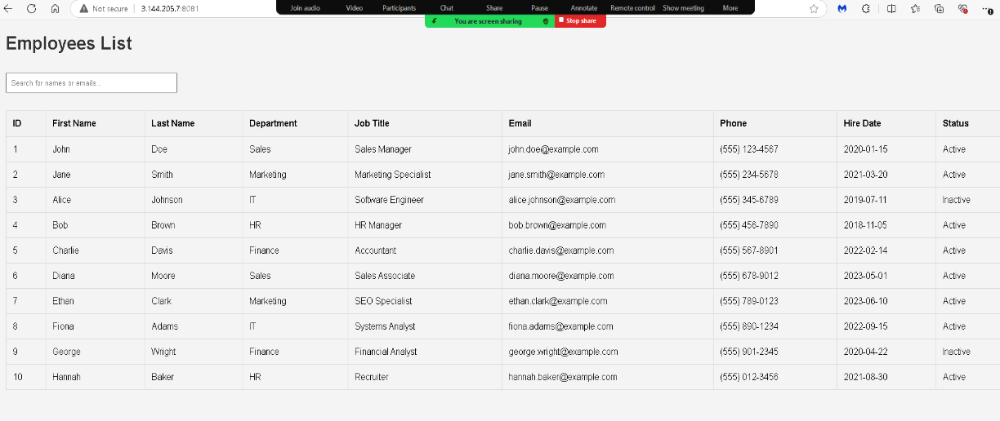 Join audio Video Participants Chat Share Pause Annotate Remote control Show meeting More
Not secure 3.144.205.7:8081
You are screen sharing Stop share
Employees List
Search for names or emails..
ID First Name Last Name Department Job Title Email Phone Hire Date Status
1 John Doe Sales Sales Manager john.doe@example.com (555) 123-4567 2020-01-15 Active
2 Jane Smith Marketing Marketing Specialist jane.smith@example.com (555) 234-5678 2021-03-20 Active
3 Alice Johnson IT Software Engineer alice.johnson@example.com (555) 345-6789 2019-07-11 Inactive
4 Bob Brown HR HR Manager bob.brown@example.com (555) 456-7890 2018-11-05 Active
5 Charlie Davis Finance Accountant charlie.davis@example.com (555) 567-8901 2022-02-14 Active
6 Diana Moore Sales Sales Associate diana.moore@example.com (555) 678-9012 2023-05-01 Active
7 Ethan Clark Marketing SEO Specialist ethan.clark@example.com (555) 789-0123 2023-06-10 Active
8 Fiona Adams IT Systems Analyst fiona.adams@example.com (555) 890-1234 2022-09-15 Active
9 George Wright Finance Financial Analyst george.wright@example.com (555) 901-2345 2020-04-22 Inactive
10 Hannah Baker HR Recruiter hannah.baker@example.com (555) 012-3456 2021-08-30 Active